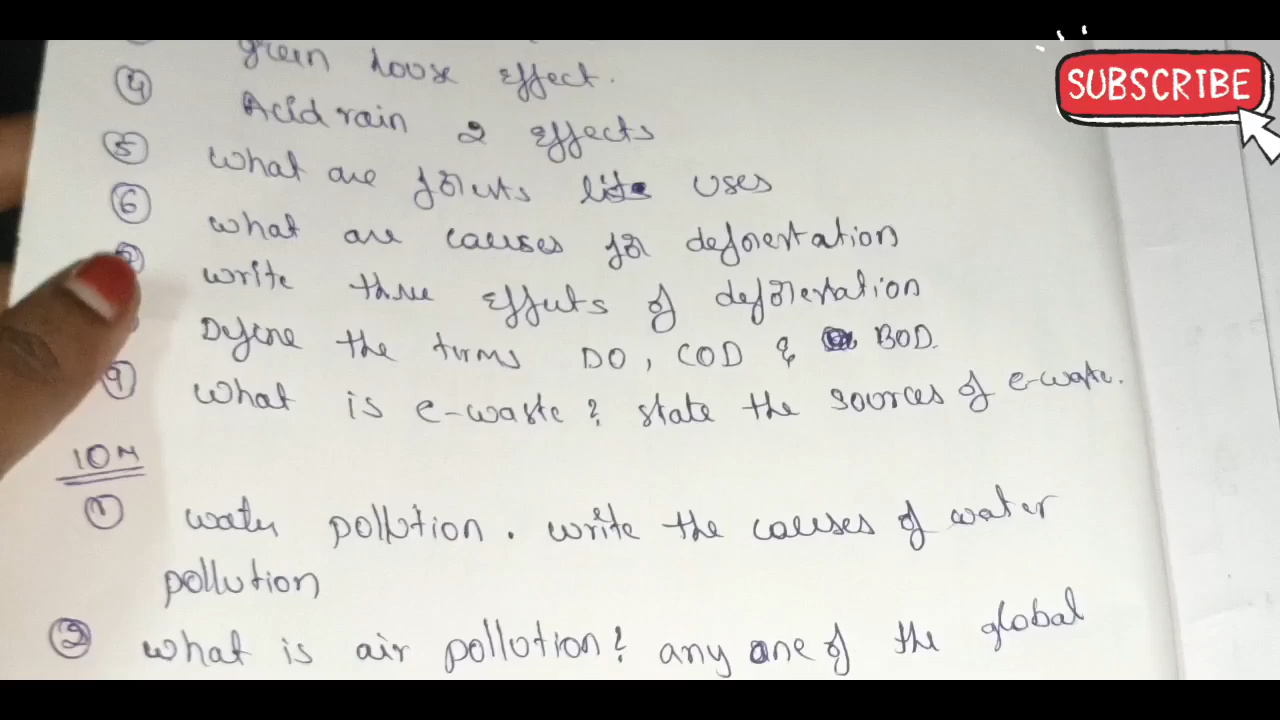 green house effect.
④ Acid rain 2 effects
⑤ what are forests uses
⑥ what are causes for deforestation
write three effects of deforestation
Define the terms DO, COD & BOD.
⑨ what is e-waste? state the sources of e-waste.
10M
① water pollution. write the causes of water
pollution
② what is air pollution? any one of the global
SUBSCRIBE